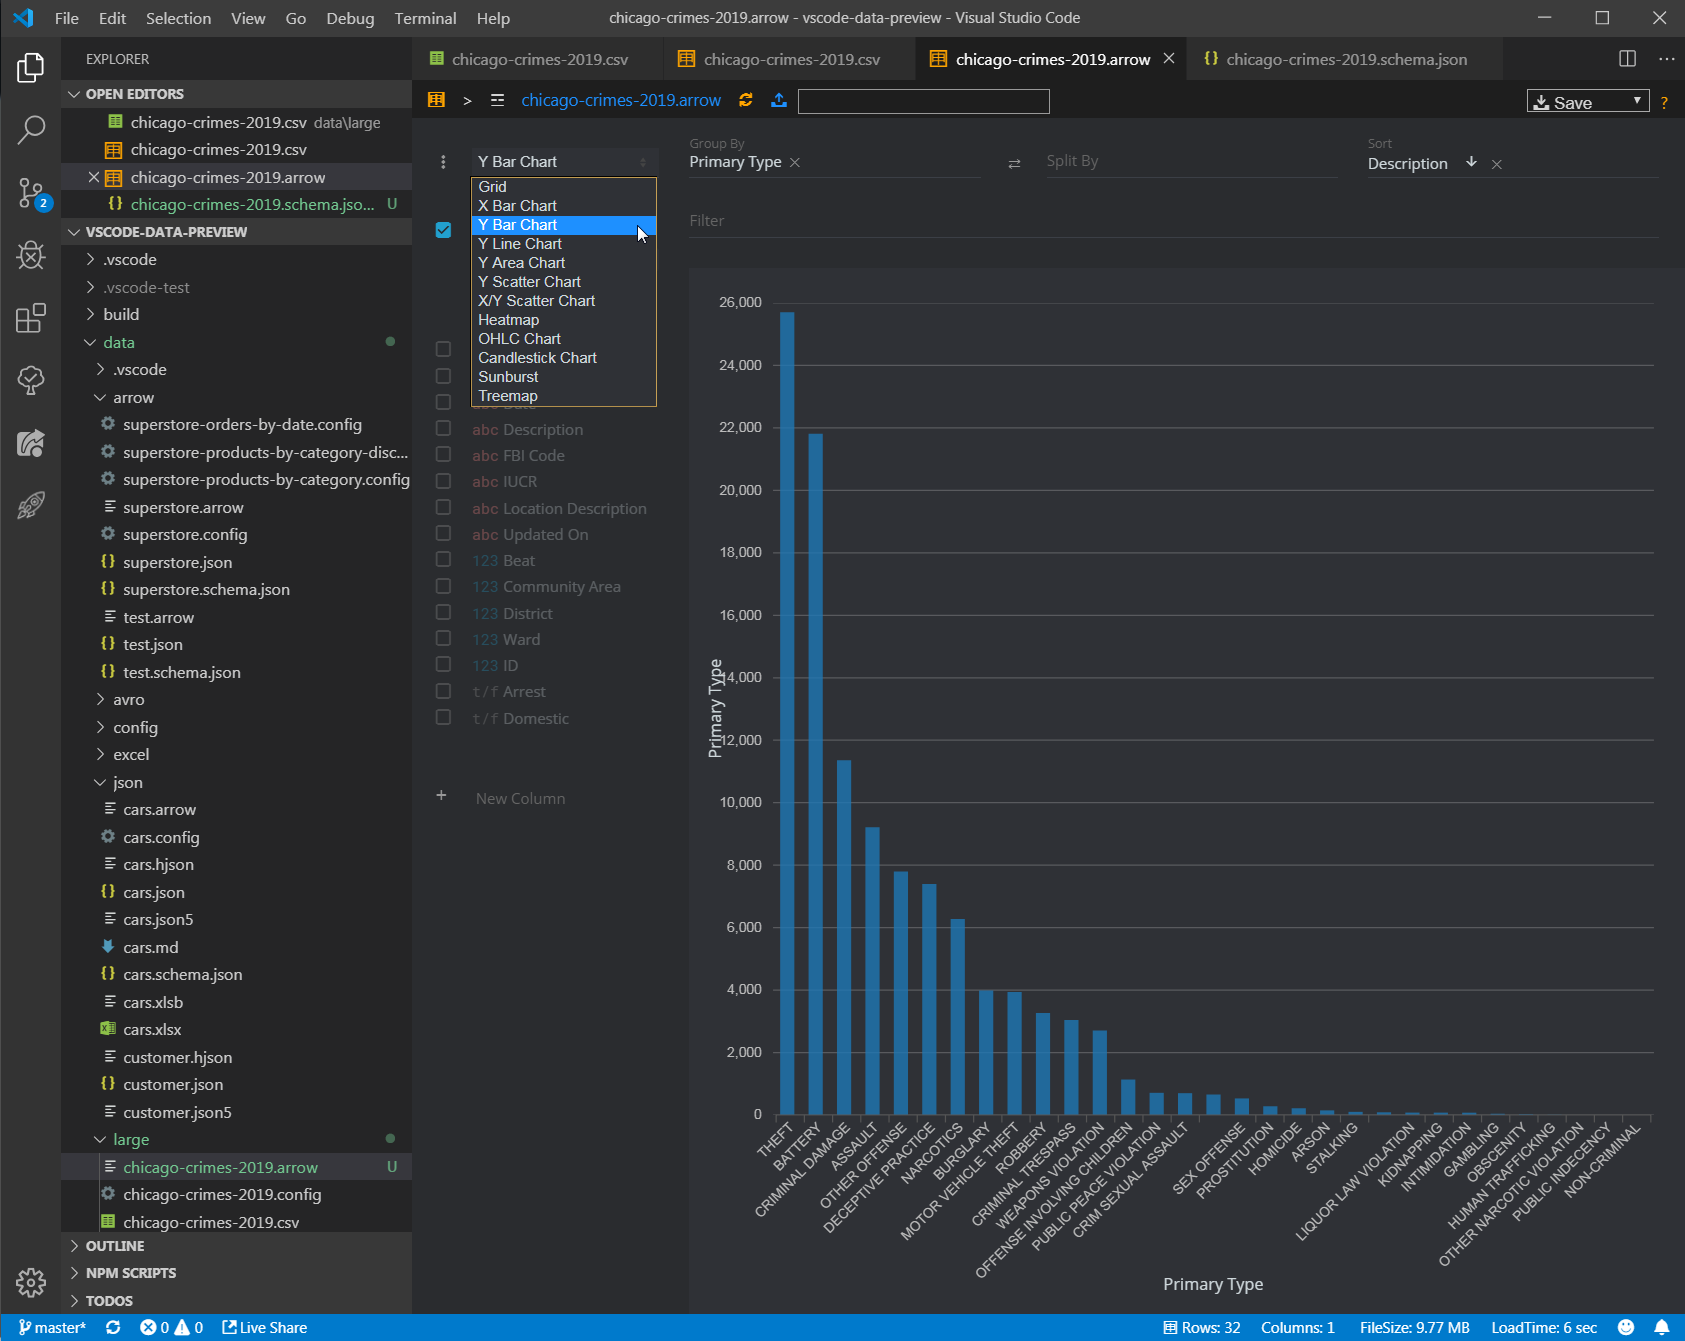 File Edit Selection View Go Debug Terminal Help
chicago-crimes-2019.arrow - vscode-data-preview - Visual Studio Code
EXPLORER
OPEN EDITORS
chicago-crimes-2019.csv data\large
chicago-crimes-2019.csv
chicago-crimes-2019.arrow
chicago-crimes-2019.schema.jso... U
VSCODE-DATA-PREVIEW
.vscode
.vscode-test
build
data
.vscode
arrow
superstore-orders-by-date.config
superstore-products-by-category-disc...
superstore-products-by-category.config
superstore.arrow
superstore.config
superstore.json
superstore.schema.json
test.arrow
test.json
test.schema.json
avro
config
excel
json
cars.arrow
cars.config
cars.hjson
cars.json
cars.json5
cars.md
cars.schema.json
cars.xlsb
cars.xlsx
customer.hjson
customer.json
customer.json5
large
chicago-crimes-2019.arrow U
chicago-crimes-2019.config
chicago-crimes-2019.csv
OUTLINE
NPM SCRIPTS
TODOS
2
chicago-crimes-2019.csv
chicago-crimes-2019.csv
chicago-crimes-2019.arrow
chicago-crimes-2019.schema.json
chicago-crimes-2019.arrow
Save
?
Y Bar Chart
Grid
X Bar Chart
Y Bar Chart
Y Line Chart
Y Area Chart
Y Scatter Chart
X/Y Scatter Chart
Heatmap
OHLC Chart
Candlestick Chart
Sunburst
Treemap
abc Description
abc FBI Code
abc IUCR
abc Location Description
abc Updated On
123 Beat
123 Community Area
123 District
123 Ward
123 ID
t/f Arrest
t/f Domestic
+ New Column
Group By
Primary Type
Split By
Sort
Description
Filter
26,000
24,000
22,000
20,000
18,000
16,000
14,000
12,000
10,000
8,000
6,000
4,000
2,000
0
Primary Type
THEFT
BATTERY
CRIMINAL DAMAGE
ASSAULT
OTHER OFFENSE
DECEPTIVE PRACTICE
NARCOTICS
BURGLARY
MOTOR VEHICLE THEFT
ROBBERY
CRIMINAL TRESPASS
WEAPONS VIOLATION
OFFENSE INVOLVING CHILDREN
PUBLIC PEACE VIOLATION
CRIM SEXUAL ASSAULT
SEX OFFENSE
PROSTITUTION
HOMICIDE
ARSON
STALKING
LIQUOR LAW VIOLATION
KIDNAPPING
INTIMIDATION
GAMBLING
OBSCENITY
HUMAN TRAFFICKING
OTHER NARCOTIC VIOLATION
PUBLIC INDECENCY
NON-CRIMINAL
Primary Type
master* 0 0 Live Share
Rows: 32 Columns: 1 FileSize: 9.77 MB LoadTime: 6 sec